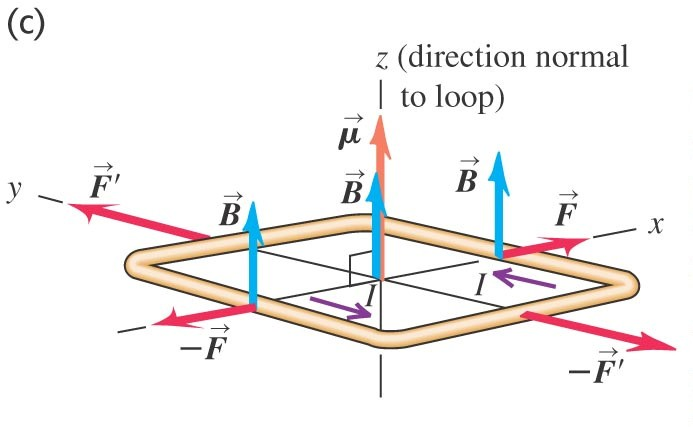 (c)
z (direction normal
to loop)
μ⃗
y
F⃗′
B⃗
B⃗
B⃗
F⃗
x
I
I
−F⃗
−F⃗′